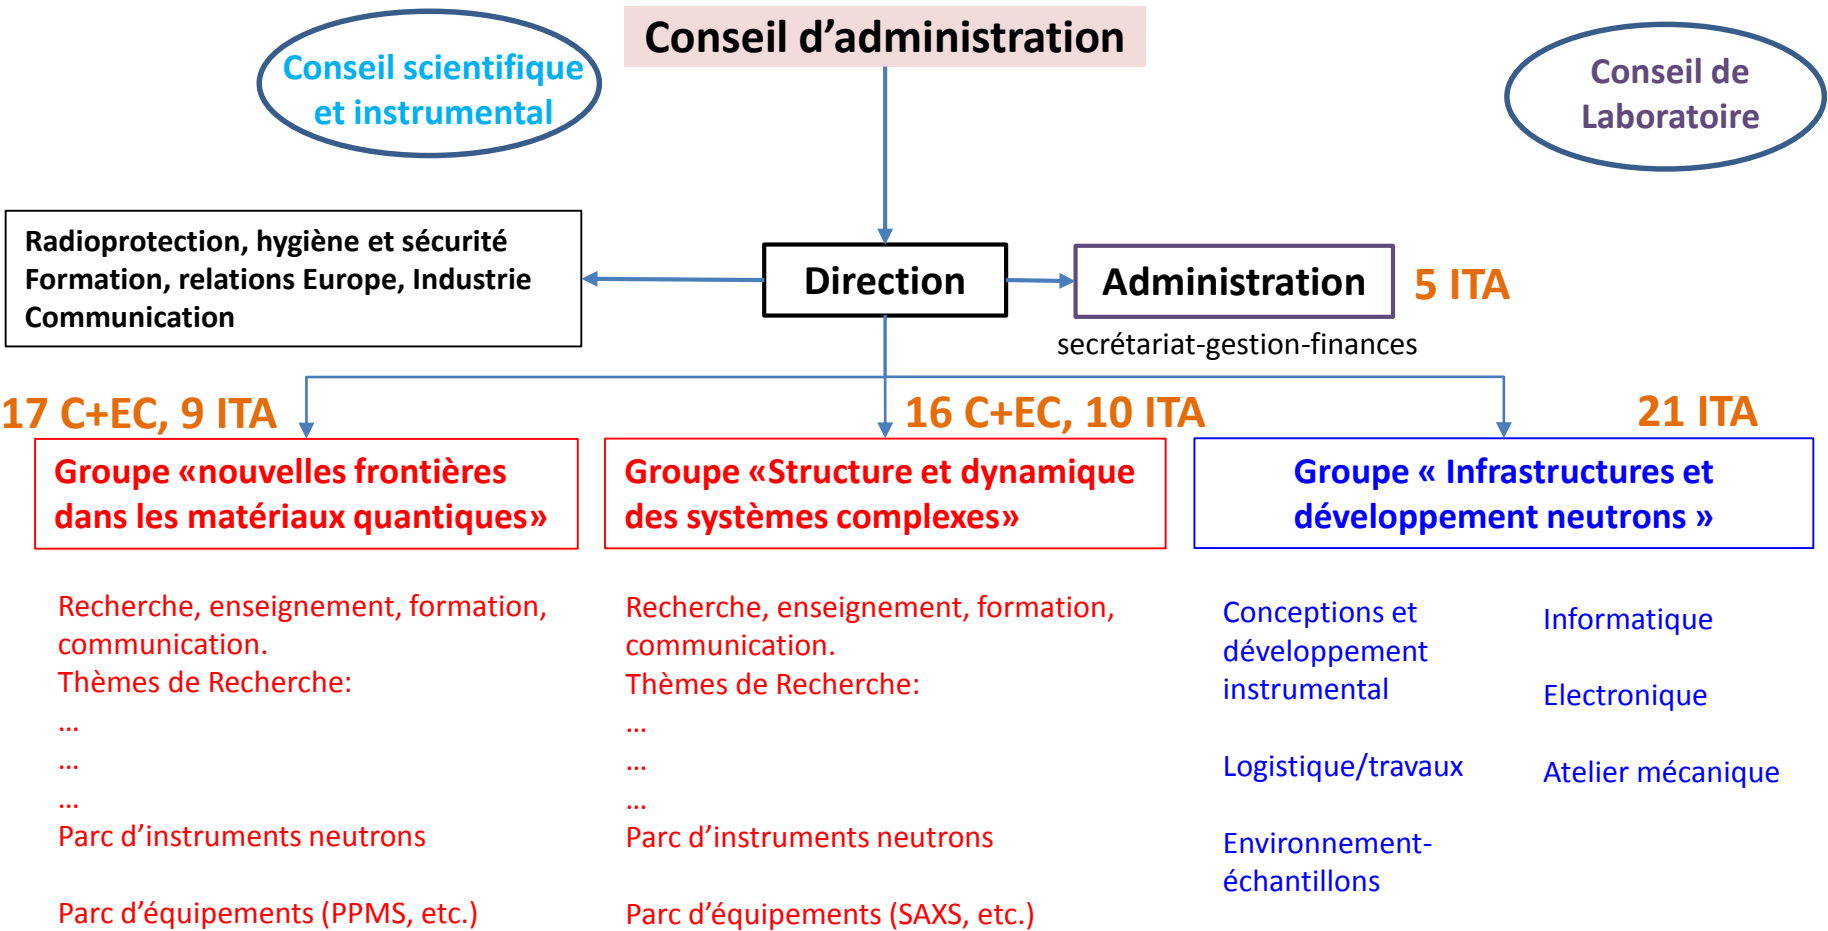 Conseil d’administration
Conseil scientifique
et instrumental
Conseil de
Laboratoire
Radioprotection, hygiène et sécurité
Formation, relations Europe, Industrie
Communication
Direction
Administration
5 ITA
secrétariat-gestion-finances
17 C+EC, 9 ITA
16 C+EC, 10 ITA
21 ITA
Groupe «nouvelles frontières
dans les matériaux quantiques»
Groupe «Structure et dynamique
des systèmes complexes»
Groupe « Infrastructures et
développement neutrons »
Recherche, enseignement, formation,
communication.
Thèmes de Recherche:
...
...
...
Parc d’instruments neutrons
Parc d’équipements (PPMS, etc.)
Recherche, enseignement, formation,
communication.
Thèmes de Recherche:
...
...
...
Parc d’instruments neutrons
Parc d’équipements (SAXS, etc.)
Conceptions et
développement
instrumental
Logistique/travaux
Environnement-
échantillons
Informatique
Electronique
Atelier mécanique